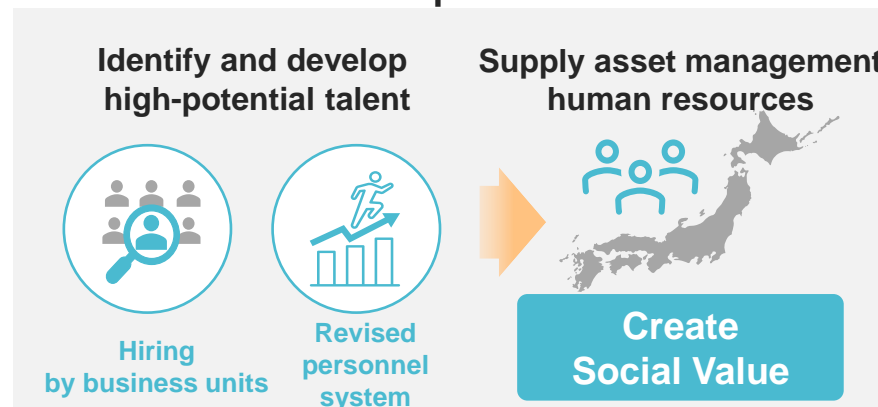 Identify and develop
high-potential talent
Supply asset management
human resources
Hiring
by business units
Revised
personnel
system
Create
Social Value